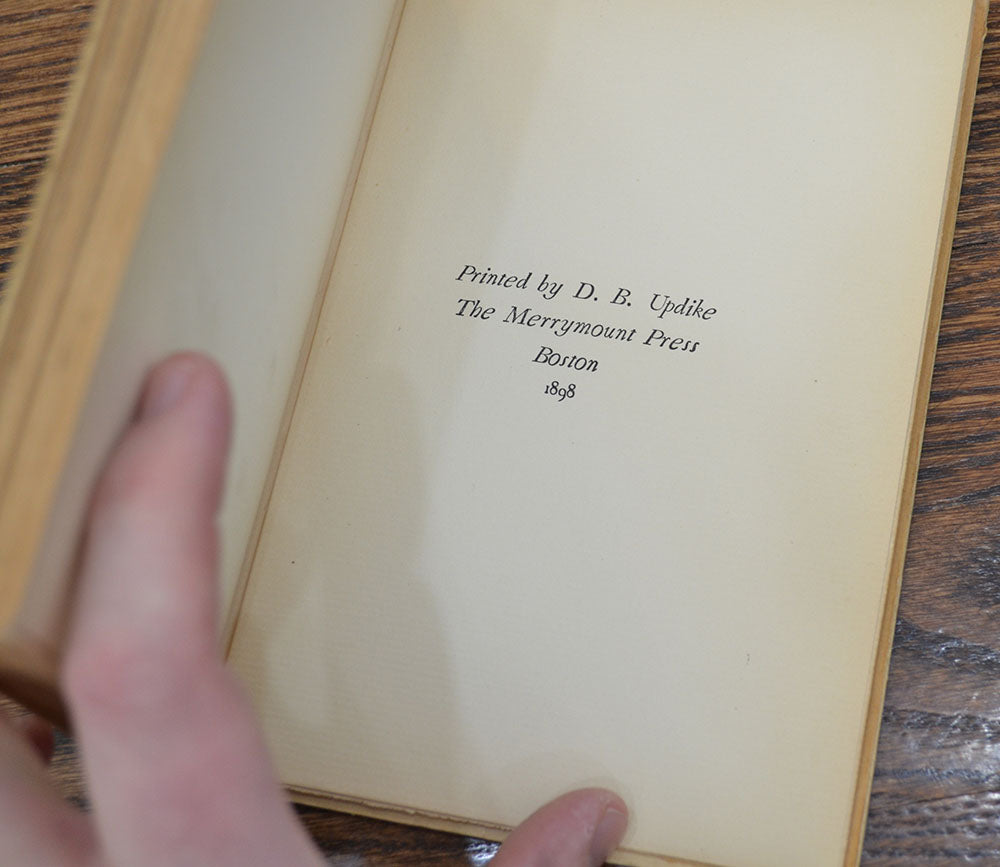 Printed by D. B. Updike
The Merrymount Press
Boston
1898